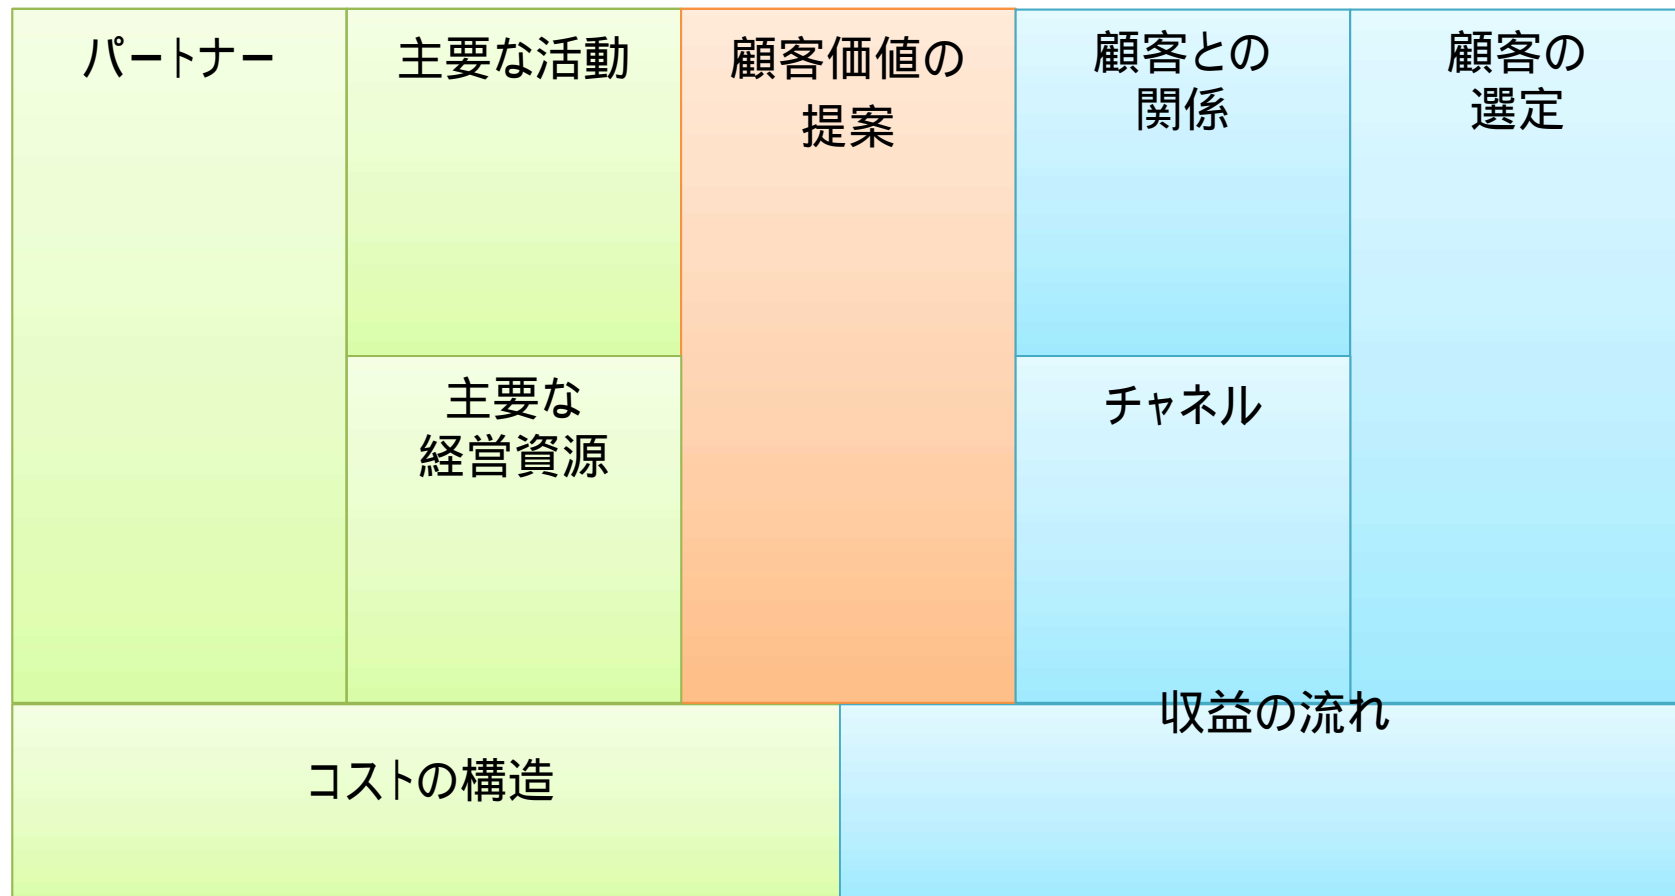 パートナー
主要な活動
顧客価値の
提案
顧客との
関係
顧客の
選定
主要な
経営資源
チャネル
収益の流れ
コストの構造